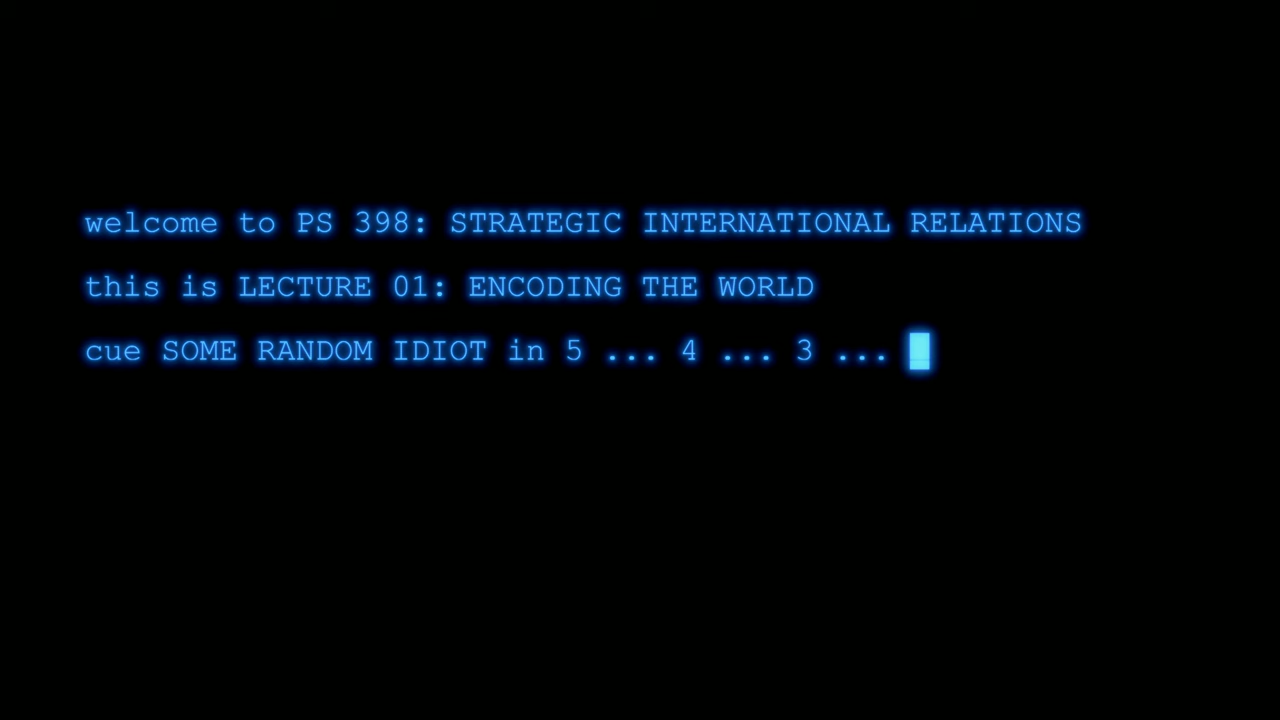 welcome to PS 398: STRATEGIC INTERNATIONAL RELATIONS
this is LECTURE 01: ENCODING THE WORLD
cue SOME RANDOM IDIOT in 5 ... 4 ... 3 ...